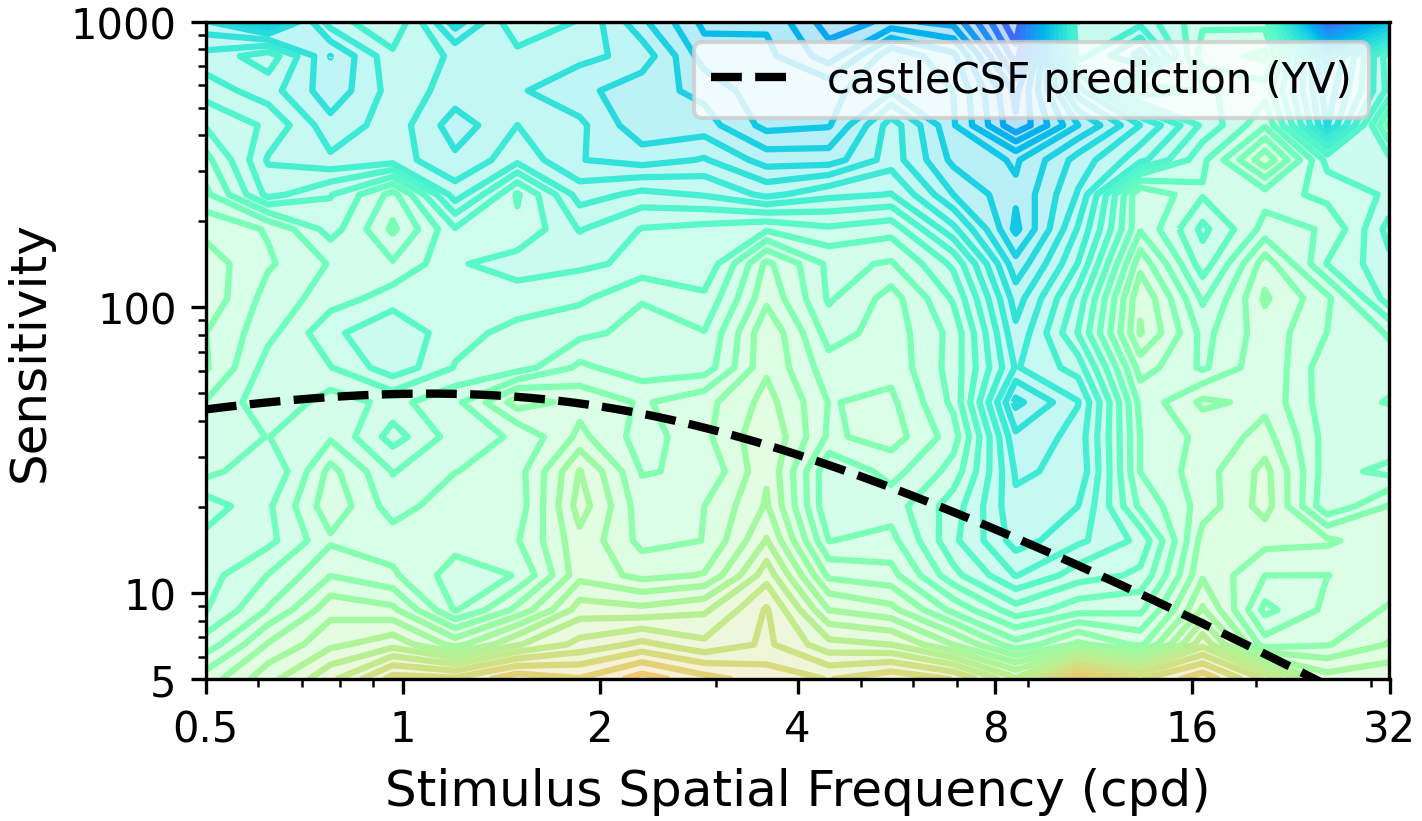 1000
100
10
5
Sensitivity
castleCSF prediction (YV)
0.5 1 2 4 8 16 32
Stimulus Spatial Frequency (cpd)